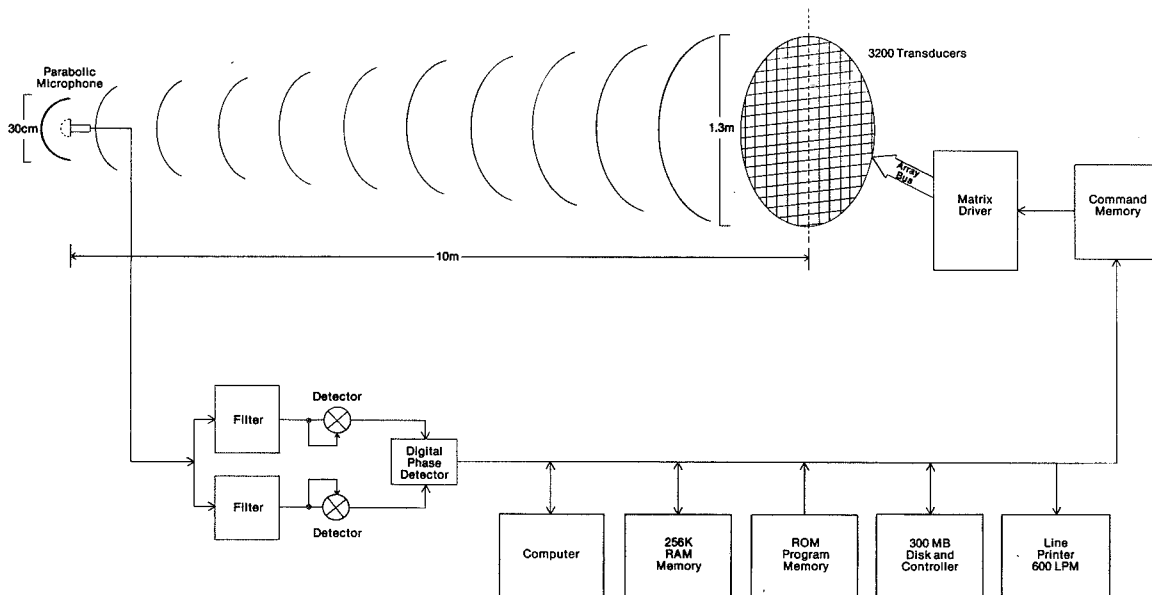 3200 Transducers
Parabolic
Microphone
30cm
1.3m
Array
Bus
Matrix
Driver
Command
Memory
10m
Filter
Detector
Digital
Phase
Detector
Filter
Detector
Computer
256K
RAM
Memory
ROM
Program
Memory
300 MB
Disk and
Controller
Line
Printer
600 LPM